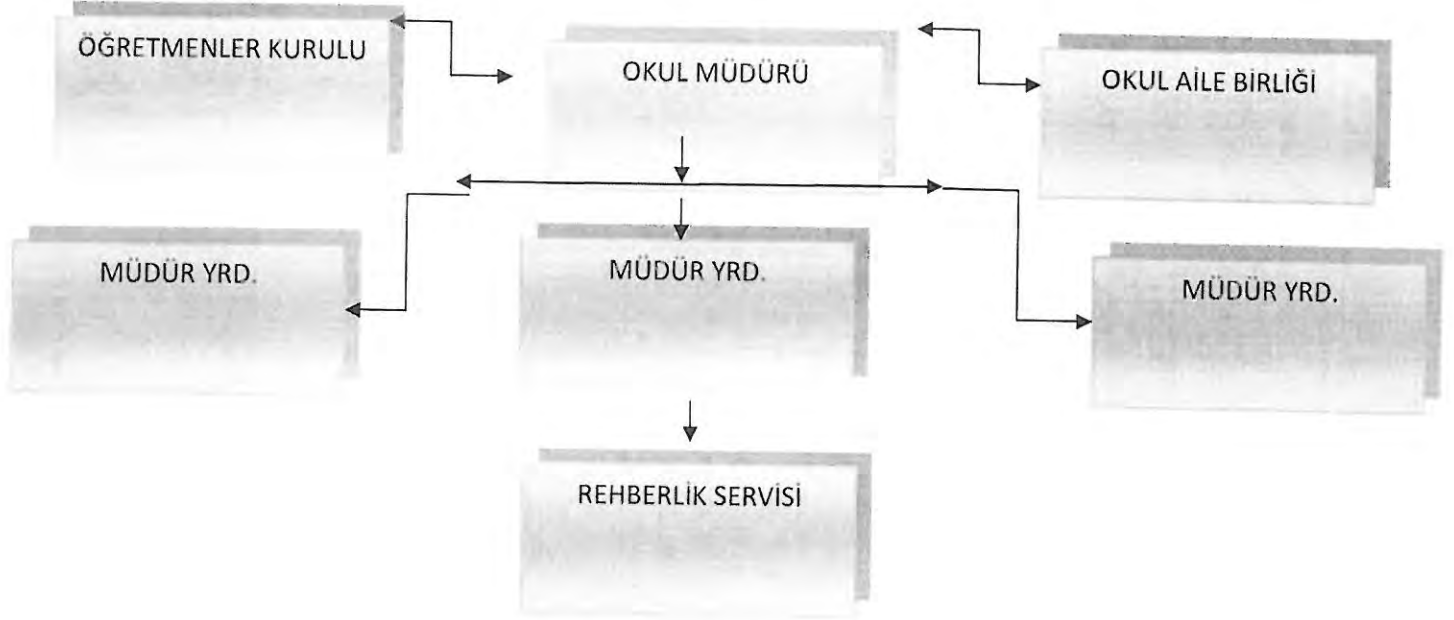 ÖĞRETMENLER KURULU
OKUL MÜDÜRÜ
OKUL AİLE BİRLİĞİ
MÜDÜR YRD.
MÜDÜR YRD.
MÜDÜR YRD.
REHBERLİK SERVİSİ